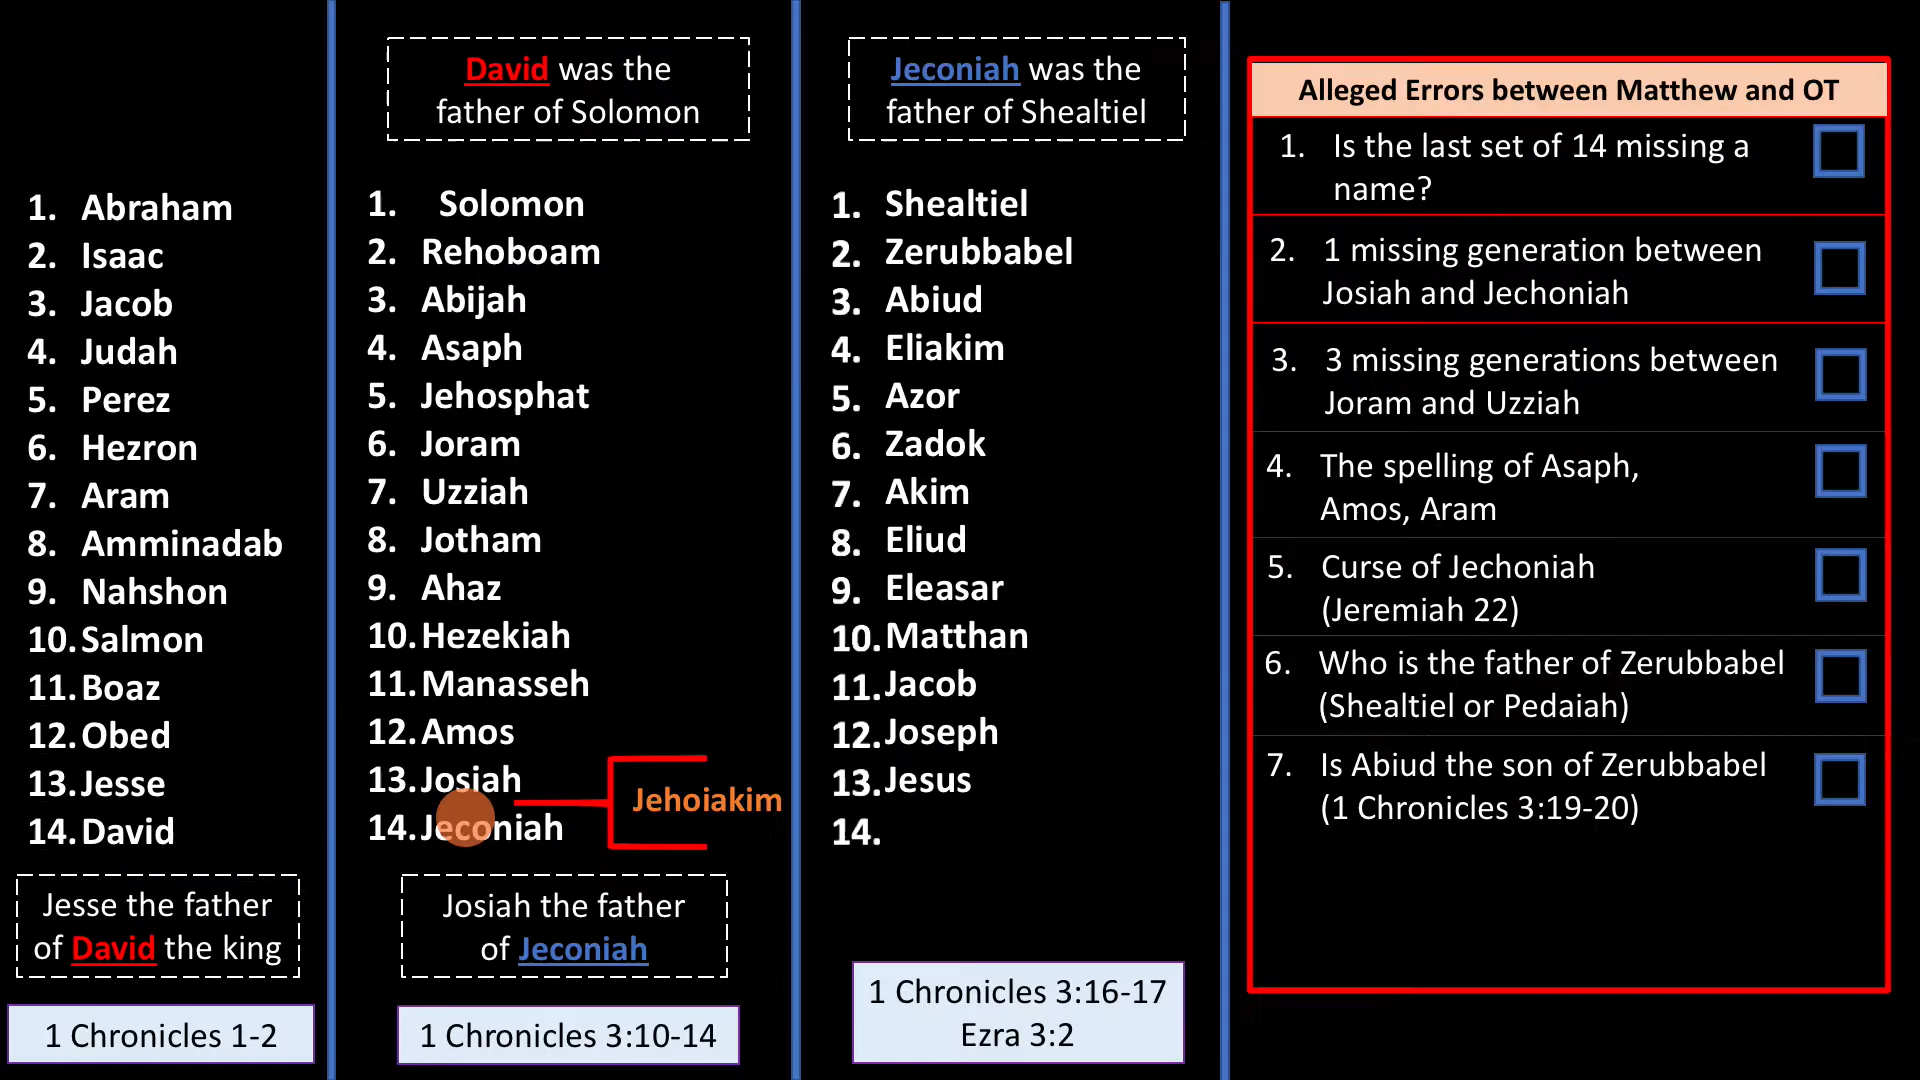 1. Abraham
2. Isaac
3. Jacob
4. Judah
5. Perez
6. Hezron
7. Aram
8. Amminadab
9. Nahshon
10. Salmon
11. Boaz
12. Obed
13. Jesse
14. David
Jesse the father
of David the king
1 Chronicles 1-2
David was the
father of Solomon
1. Solomon
2. Rehoboam
3. Abijah
4. Asaph
5. Jehosphat
6. Joram
7. Uzziah
8. Jotham
9. Ahaz
10. Hezekiah
11. Manasseh
12. Amos
13. Josiah
14. Jeconiah
Jehoiakim
Josiah the father
of Jeconiah
1 Chronicles 3:10-14
Jeconiah was the
father of Shealtiel
1. Shealtiel
2. Zerubbabel
3. Abiud
4. Eliakim
5. Azor
6. Zadok
7. Akim
8. Eliud
9. Eleasar
10. Matthan
11. Jacob
12. Joseph
13. Jesus
14.
1 Chronicles 3:16-17
Ezra 3:2
Alleged Errors between Matthew and OT
1. Is the last set of 14 missing a
name?
2. 1 missing generation between
Josiah and Jechoniah
3. 3 missing generations between
Joram and Uzziah
4. The spelling of Asaph,
Amos, Aram
5. Curse of Jechoniah
(Jeremiah 22)
6. Who is the father of Zerubbabel
(Shealtiel or Pedaiah)
7. Is Abiud the son of Zerubbabel
(1 Chronicles 3:19-20)